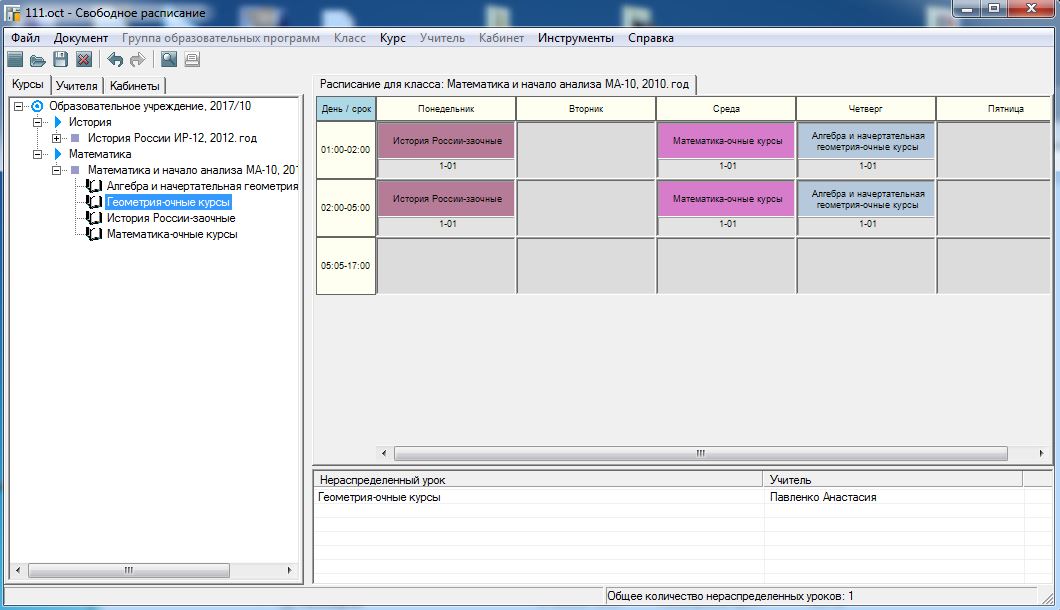 111.oct - Свободное расписание
Файл Документ Группа образовательных программ Класс Курс Учитель Кабинет Инструменты Справка
Курсы Учителя Кабинеты
Образовательное учреждение, 2017/10
История
История России ИР-12, 2012. год
Математика
Математика и начало анализа МА-10, 201
Алгебра и начертательная геометрия
Геометрия-очные курсы
История России-заочные
Математика-очные курсы
Расписание для класса: Математика и начало анализа МА-10, 2010. год
День / срок Понедельник Вторник Среда Четверг Пятница
01:00-02:00 История России-заочные Математика-очные курсы Алгебра и начертательная
геометрия-очные курсы
1-01 1-01 1-01
02:00-05:00 История России-заочные Математика-очные курсы Алгебра и начертательная
геометрия-очные курсы
1-01 1-01 1-01
05:05-17:00
Нераспределенный урок Учитель
Геометрия-очные курсы Павленко Анастасия
Общее количество нераспределенных уроков: 1